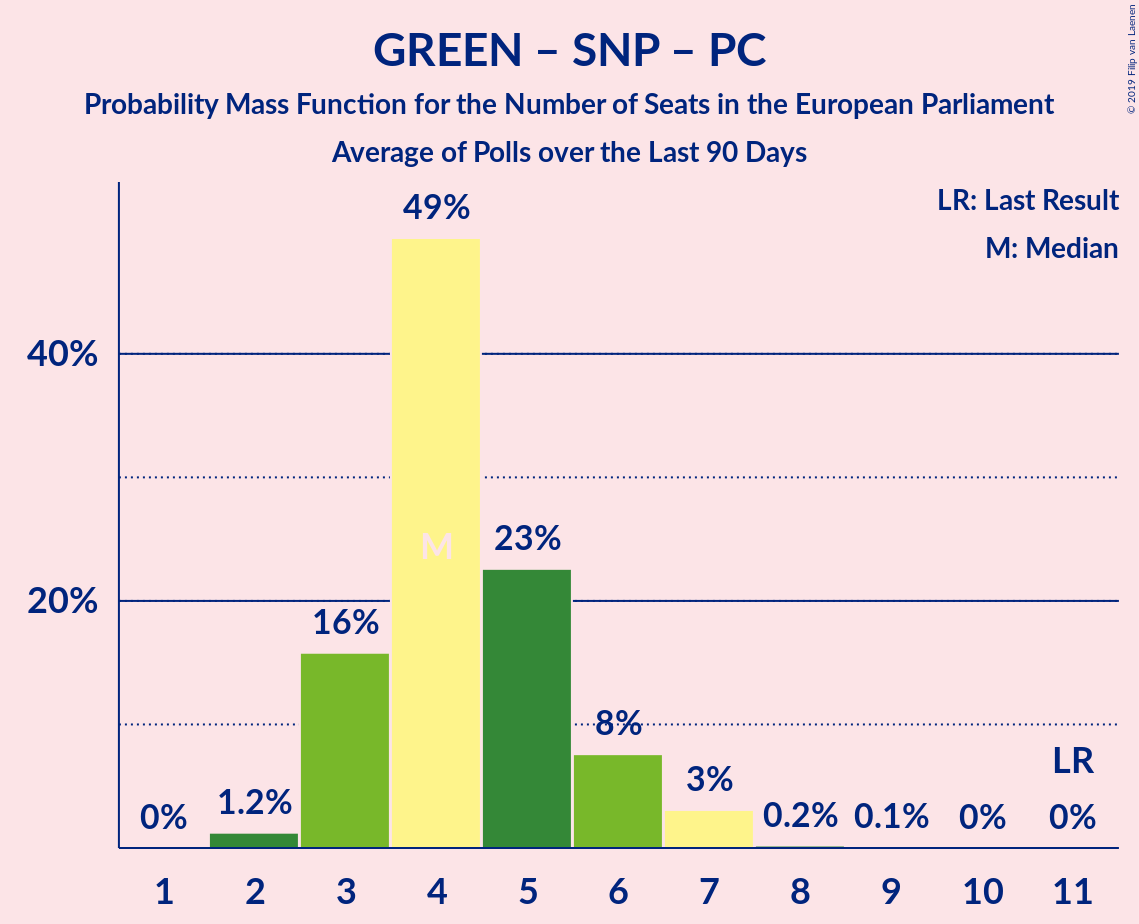 GREEN – SNP – PC
Probability Mass Function for the Number of Seats in the European Parliament
Average of Polls over the Last 90 Days
© 2019 Filip van Laenen
LR: Last Result
M: Median
40%
20%
0%
1.2%
16%
49%
M
23%
8%
3%
0.2%
0.1%
0%
LR
0%
1 2 3 4 5 6 7 8 9 10 11